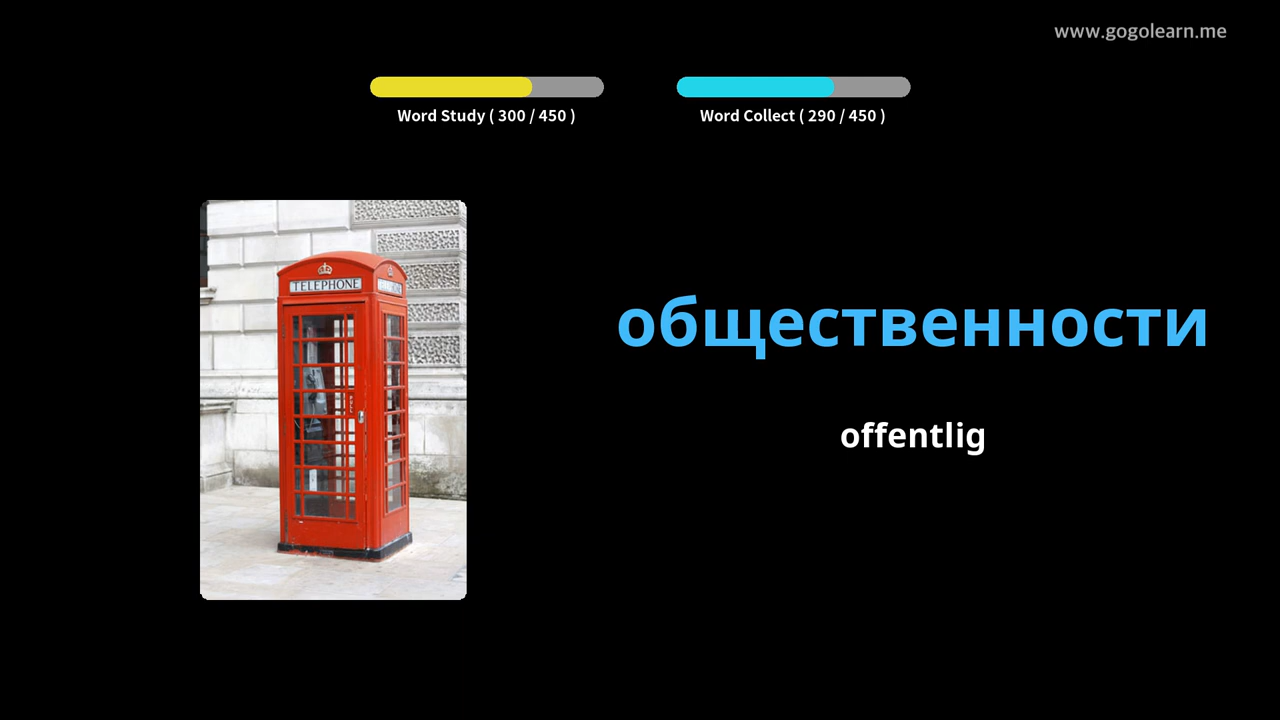 www.gogolearn.me
Word Study ( 300 / 450 )
Word Collect ( 290 / 450 )
TELEPHONE
общественности
offentlig